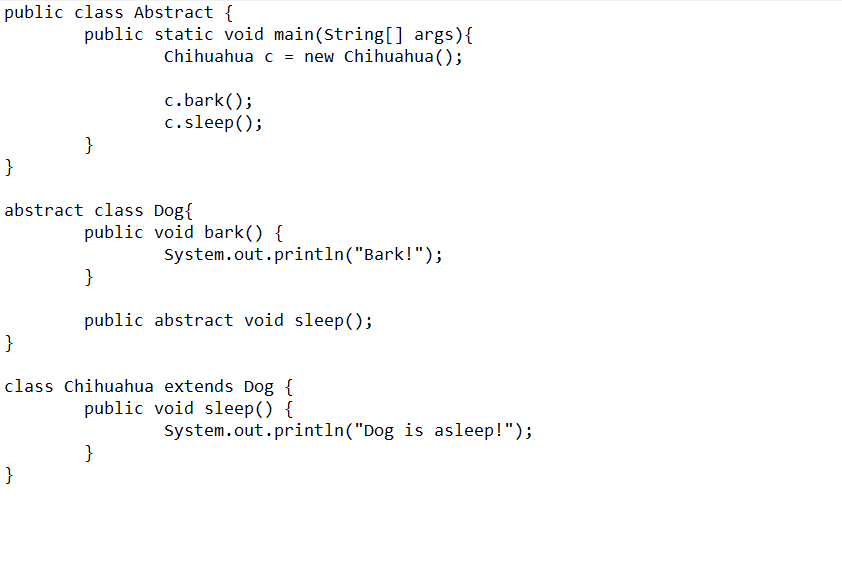 public class Abstract {
        public static void main(String[] args){
                Chihuahua c = new Chihuahua();

                c.bark();
                c.sleep();
        }
}

abstract class Dog{
        public void bark() {
                System.out.println("Bark!");
        }

        public abstract void sleep();
}

class Chihuahua extends Dog {
        public void sleep() {
                System.out.println("Dog is asleep!");
        }
}